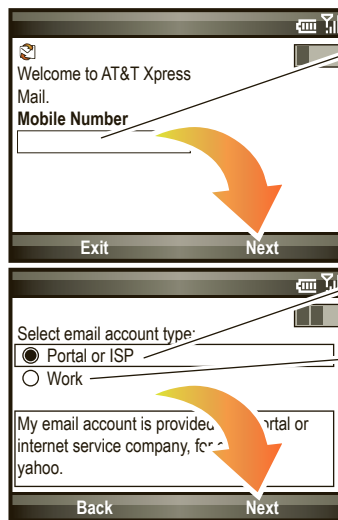 Welcome to AT&T Xpress
Mail.
Mobile Number
Exit Next
Select email account type:
Portal or ISP
Work
My email account is provided or
internet service company,
yahoo.
Back Next